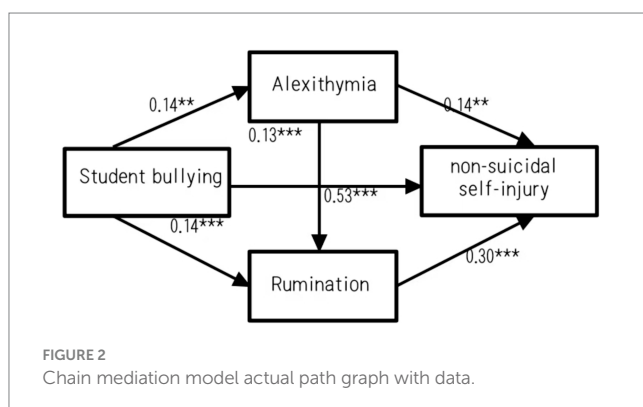 Alexithymia
0.14**
0.14**
0.13***
Student bullying
non-suicidal
self-injury
0.53***
0.14***
0.30***
Rumination
FIGURE 2
Chain mediation model actual path graph with data.